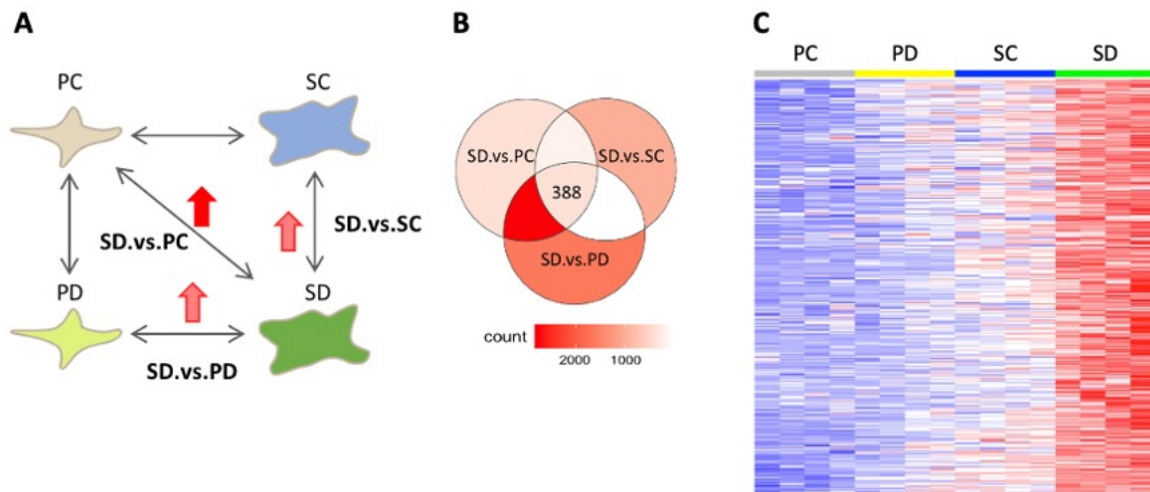 A
PC
SC
SD.vs.PC
SD.vs.SC
PD
SD
SD.vs.PD
B
SD.vs.PC
SD.vs.SC
388
SD.vs.PD
count
2000 1000
C
PC PD SC SD